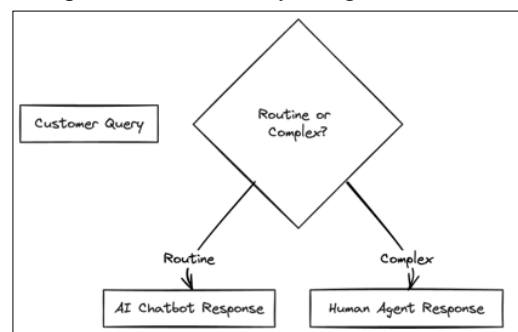 Customer Query
Routine or
Complex?
Routine
Complex
AI Chatbot Response
Human Agent Response